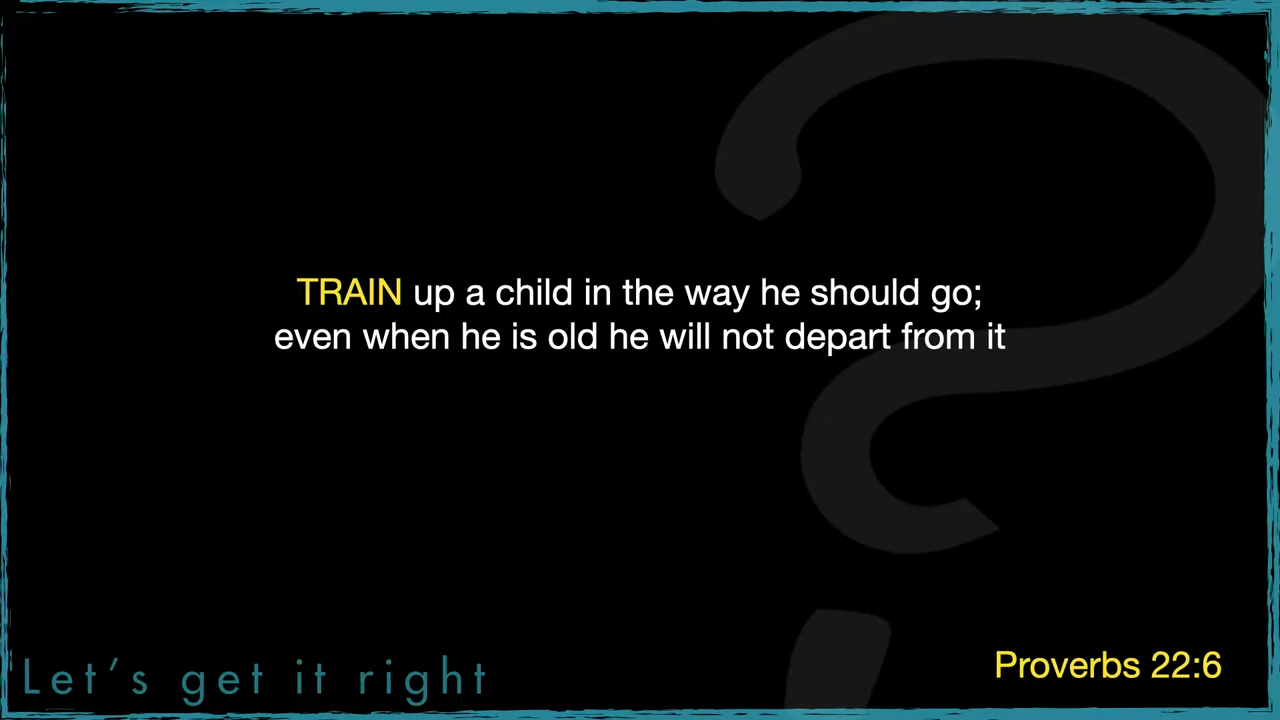 TRAIN up a child in the way he should go;
even when he is old he will not depart from it
Let’s get it right
Proverbs 22:6